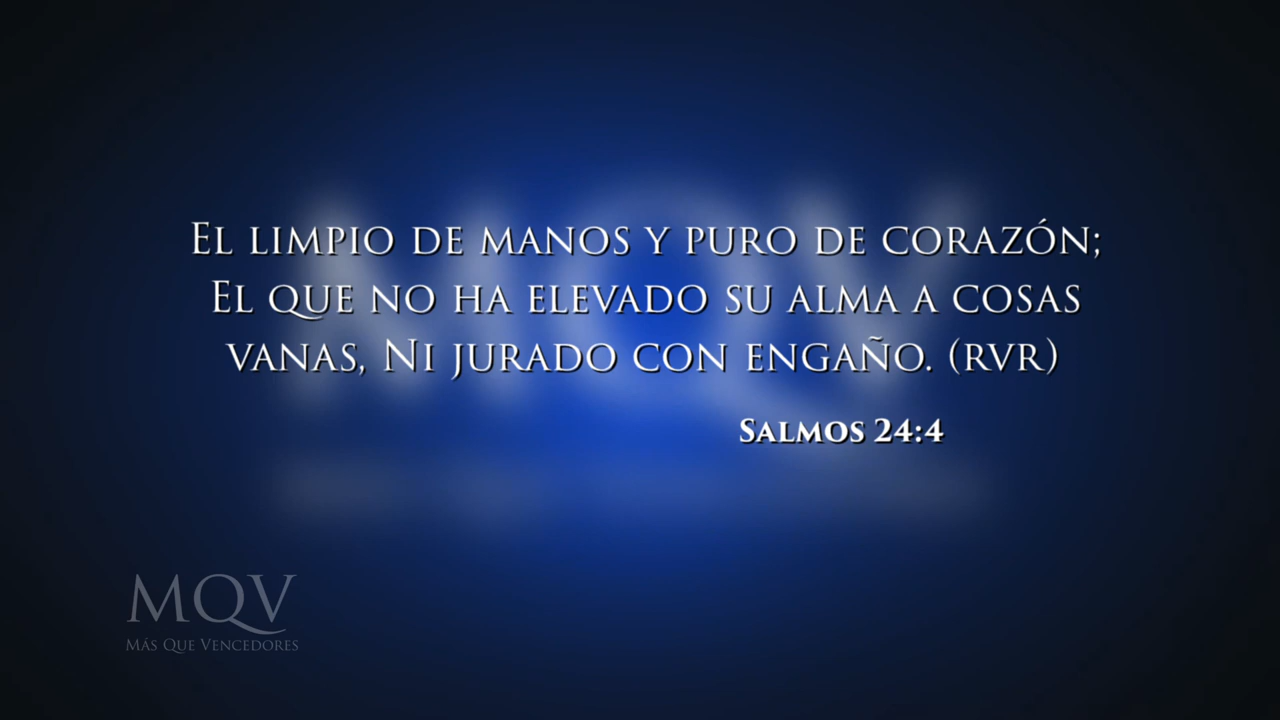 El limpio de manos y puro de corazón;
El que no ha elevado su alma a cosas
vanas, Ni jurado con engaño. (rvr)
Salmos 24:4
MQV
Más Que Vencedores